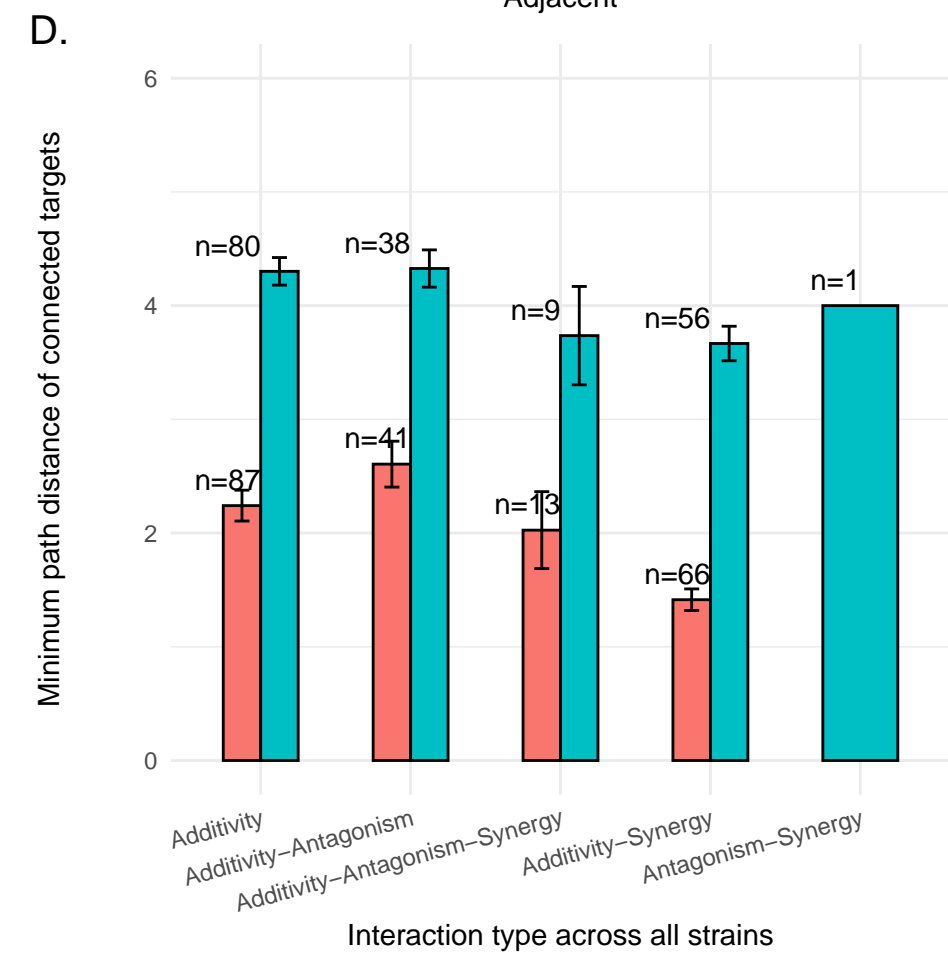 Adjacent
D.
Minimum path distance of connected targets
6
4
2
0
n=80
n=38
n=9
n=56
n=1
n=87
n=41
n=13
n=66
Additivity
Additivity−Antagonism
Additivity−Antagonism−Synergy
Additivity−Synergy
Antagonism−Synergy
Interaction type across all strains